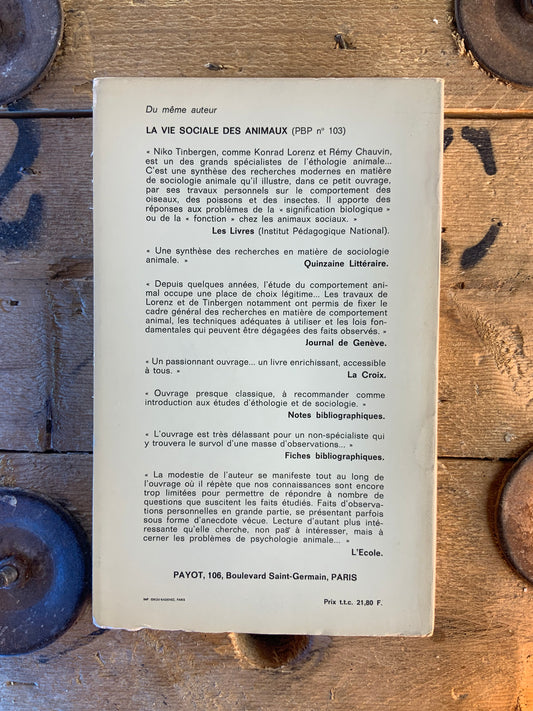 Du même auteur
LA VIE SOCIALE DES ANIMAUX (PBP n° 103)
« Niko Tinbergen, comme Konrad Lorenz et Rémy Chauvin,
est un des grands spécialistes de l'éthologie animale...
C'est une synthèse des recherches modernes en matière
de sociologie animale qu'il illustre, dans ce petit ouvrage,
par ses travaux personnels sur le comportement des
oiseaux, des poissons et des insectes. Il apporte des
réponses aux problèmes de la « signification biologique »
ou de la « fonction » chez les animaux sociaux. »
Les Livres (Institut Pédagogique National).
« Une synthèse des recherches en matière de sociologie
animale. »
Quinzaine Littéraire.
« Depuis quelques années, l'étude du comportement ani-
mal occupe une place de choix légitime... Les travaux de
Lorenz et de Tinbergen notamment ont permis de fixer le
cadre général des recherches en matière de comportement
animal, les techniques adéquates à utiliser et les lois fon-
damentales qui peuvent être dégagées des faits observés. »
Journal de Genève.
« Un passionnant ouvrage... un livre enrichissant, accessible
à tous. »
La Croix.
« Ouvrage presque classique, à recommander comme
introduction aux études d'éthologie et de sociologie. »
Notes bibliographiques.
« L'ouvrage est très délassant pour un non-spécialiste qui
y trouvera le survol d'une masse d'observations... »
Fiches bibliographiques.
« La modestie de l'auteur se manifeste tout au long de
l'ouvrage où il répète que nos connaissances sont encore
trop limitées pour permettre de répondre à nombre de
questions que suscitent les faits étudiés. Faits d'observa-
tions personnelles en grande partie, se présentant parfois
sous forme d'anecdote vécue. Lecture d'autant plus inté-
ressante qu'elle cherche, non pas à intéresser, mais à
cerner les problèmes de psychologie animale... »
L'Ecole.
PAYOT, 106, Boulevard Saint-Germain, PARIS
Prix t.t.c. 21,80 F.